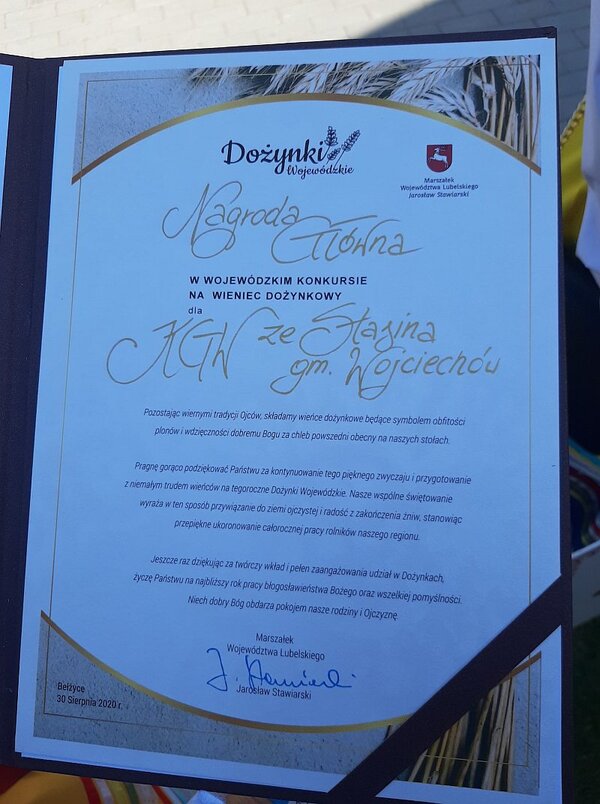 Dożynki
Wojewódzkie
Marszałek
Województwa Lubelskiego
Jarosław Stawiarski
Nagroda
Główna
W WOJEWÓDZKIM KONKURSIE
NA WIENIEC DOŻYNKOWY
dla
KGW ze Stasina
gm. Wojciechów
Pozostając wiernymi tradycji Ojców, składamy wieńce dożynkowe będące symbolem obfitości
plonów i wdzięczności dobremu Bogu za chleb powszedni obecny na naszych stołach.
Pragnę gorąco podziękować Państwu za kontynuowanie tego pięknego zwyczaju i przygotowanie
z niemałym trudem wieńców na tegoroczne Dożynki Wojewódzkie. Nasze wspólne świętowanie
wyraża w ten sposób przywiązanie do ziemi ojczystej i radość z zakończenia żniw, stanowiąc
przepiękne ukoronowanie całorocznej pracy rolników naszego regionu.
Jeszcze raz dziękując za twórczy wkład i pełen zaangażowania udział w Dożynkach,
życzę Państwu na najbliższy rok pracy błogosławieństwa Bożego oraz wszelkiej pomyślności.
Niech dobry Bóg obdarza pokojem nasze rodziny i Ojczyznę
Marszałek
Województwa Lubelskiego
J. Stawiarski
Jarosław Stawiarski
Bełżyce
30 Sierpnia 2020 r.